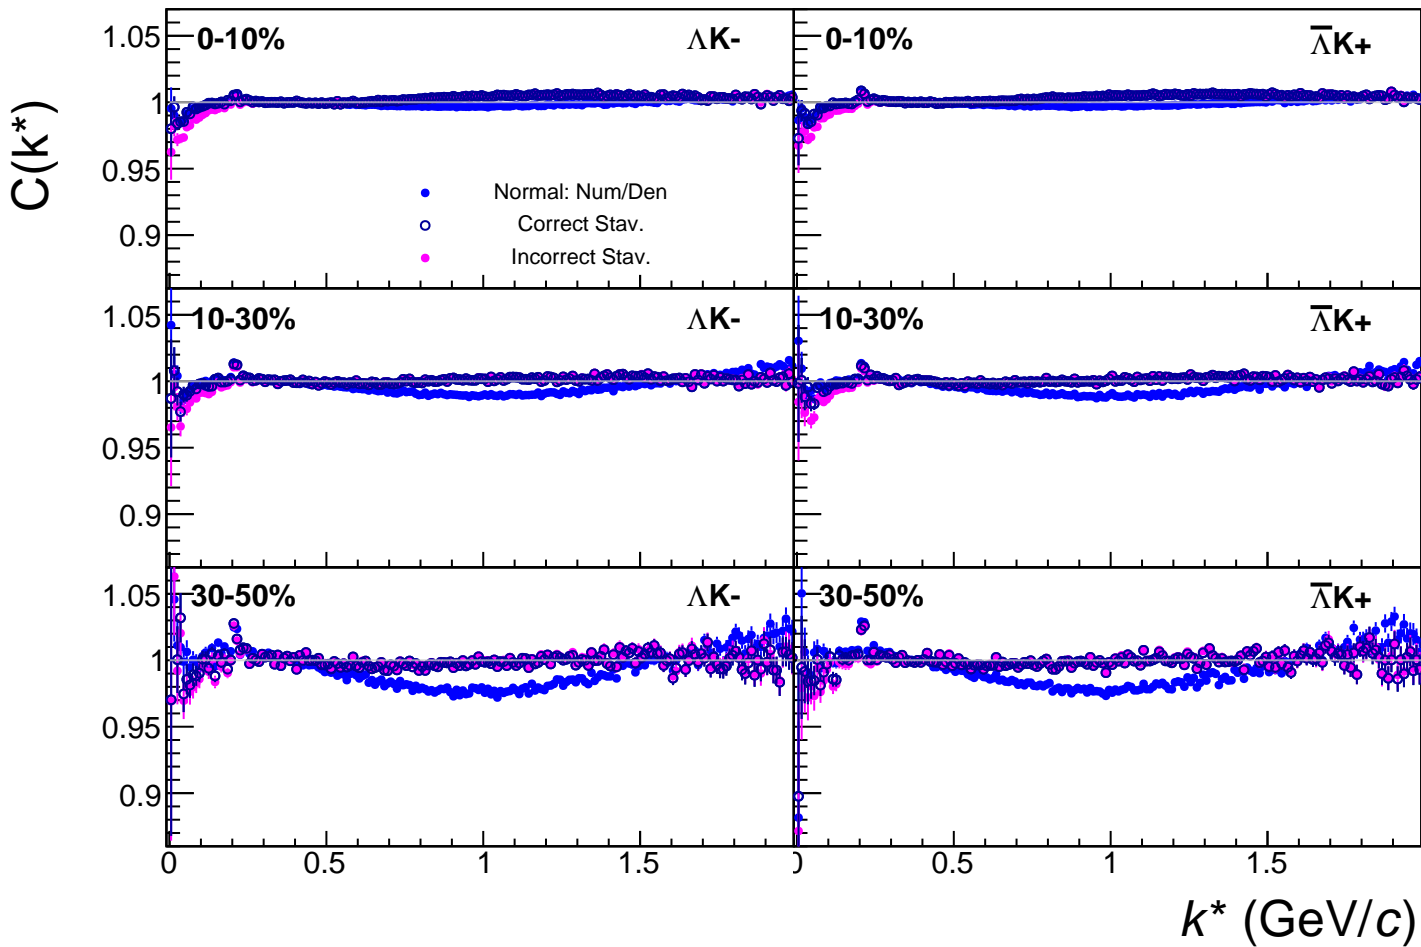 C(k*)
0-10%
ΛK-
0-10%
Λ̅K+
1.05
1
0.95
0.9
Normal: Num/Den
Correct Stav.
Incorrect Stav.
10-30%
ΛK-
10-30%
Λ̅K+
1.05
1
0.95
0.9
30-50%
ΛK-
30-50%
Λ̅K+
1.05
1
0.95
0.9
0 0.5 1 1.5 0 0.5 1 1.5
k* (GeV/c)